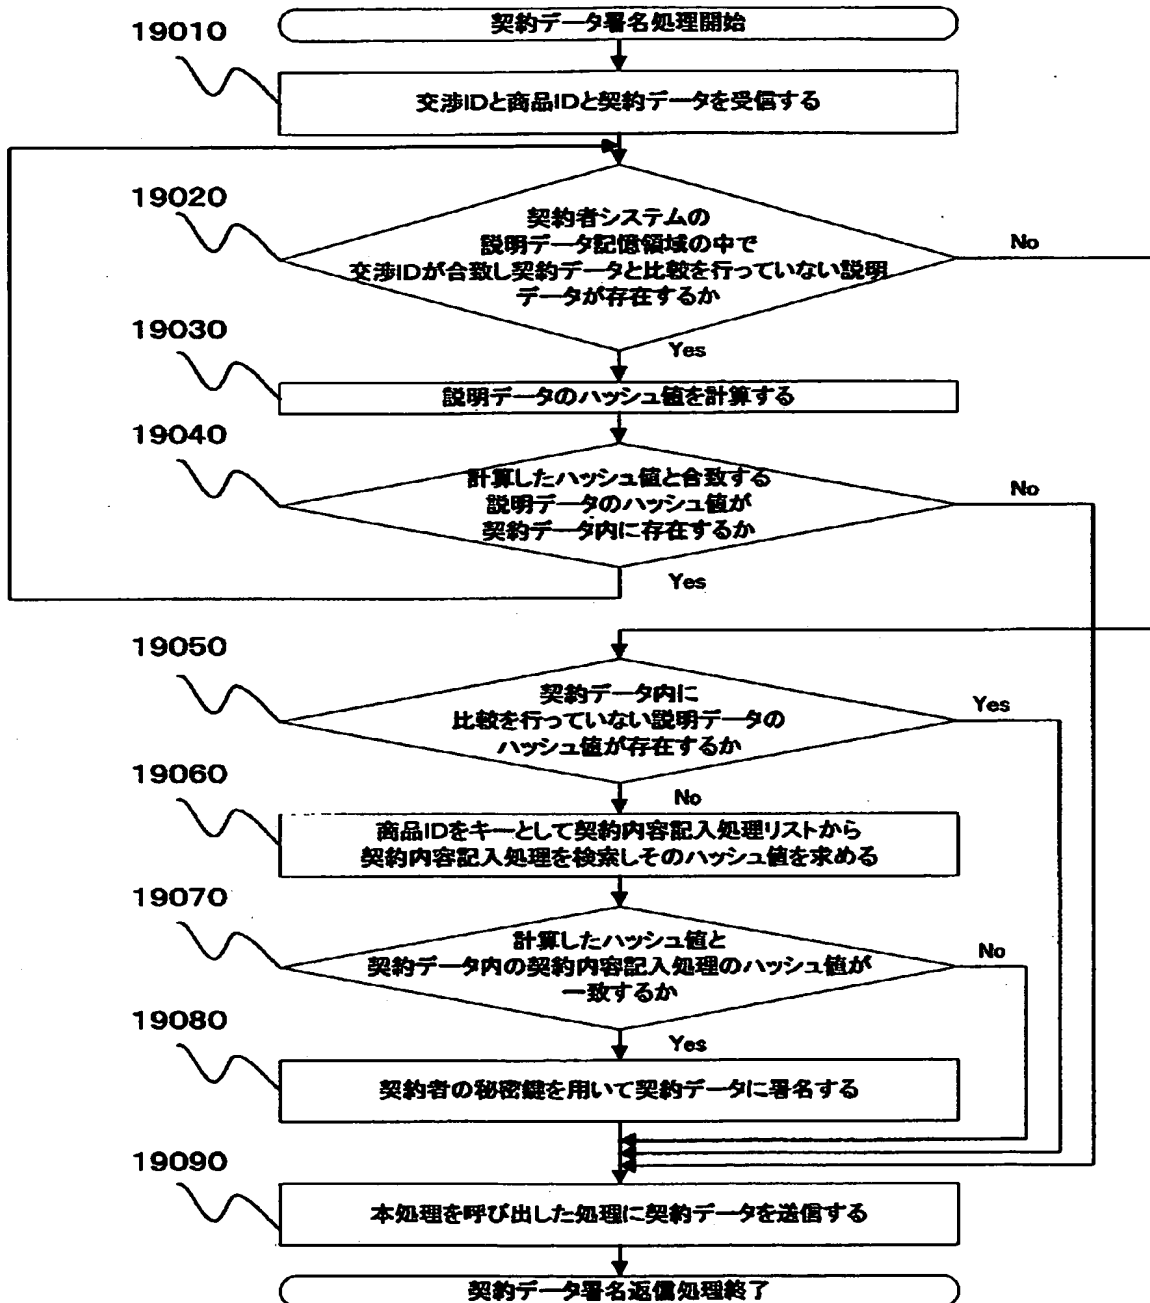 契約データ署名処理開始
19010
交渉IDと商品IDと契約データを受信する
19020
契約者システムの
説明データ記憶領域の中で
交渉IDが合致し契約データと比較を行っていない説明
データが存在するか
No
Yes
19030
説明データのハッシュ値を計算する
19040
計算したハッシュ値と合致する
説明データのハッシュ値が
契約データ内に存在するか
No
Yes
19050
契約データ内に
比較を行っていない説明データの
ハッシュ値が存在するか
Yes
No
19060
商品IDをキーとして契約内容記入処理リストから
契約内容記入処理を検索しそのハッシュ値を求める
19070
計算したハッシュ値と
契約データ内の契約内容記入処理のハッシュ値が
一致するか
No
Yes
19080
契約者の秘密鍵を用いて契約データに署名する
19090
本処理を呼び出した処理に契約データを送信する
契約データ署名返信処理終了